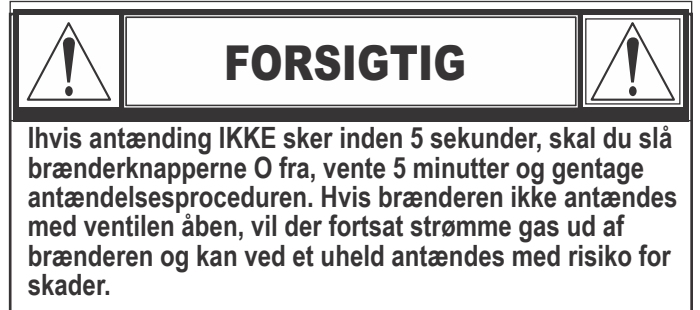 FORSIGTIG
Ihvis antænding IKKE sker inden 5 sekunder, skal du slå
brænderknapperne O fra, vente 5 minutter og gentage
antændelsesproceduren. Hvis brænderen ikke antændes
med ventilen åben, vil der fortsat strømme gas ud af
brænderen og kan ved et uheld antændes med risiko for
skader.